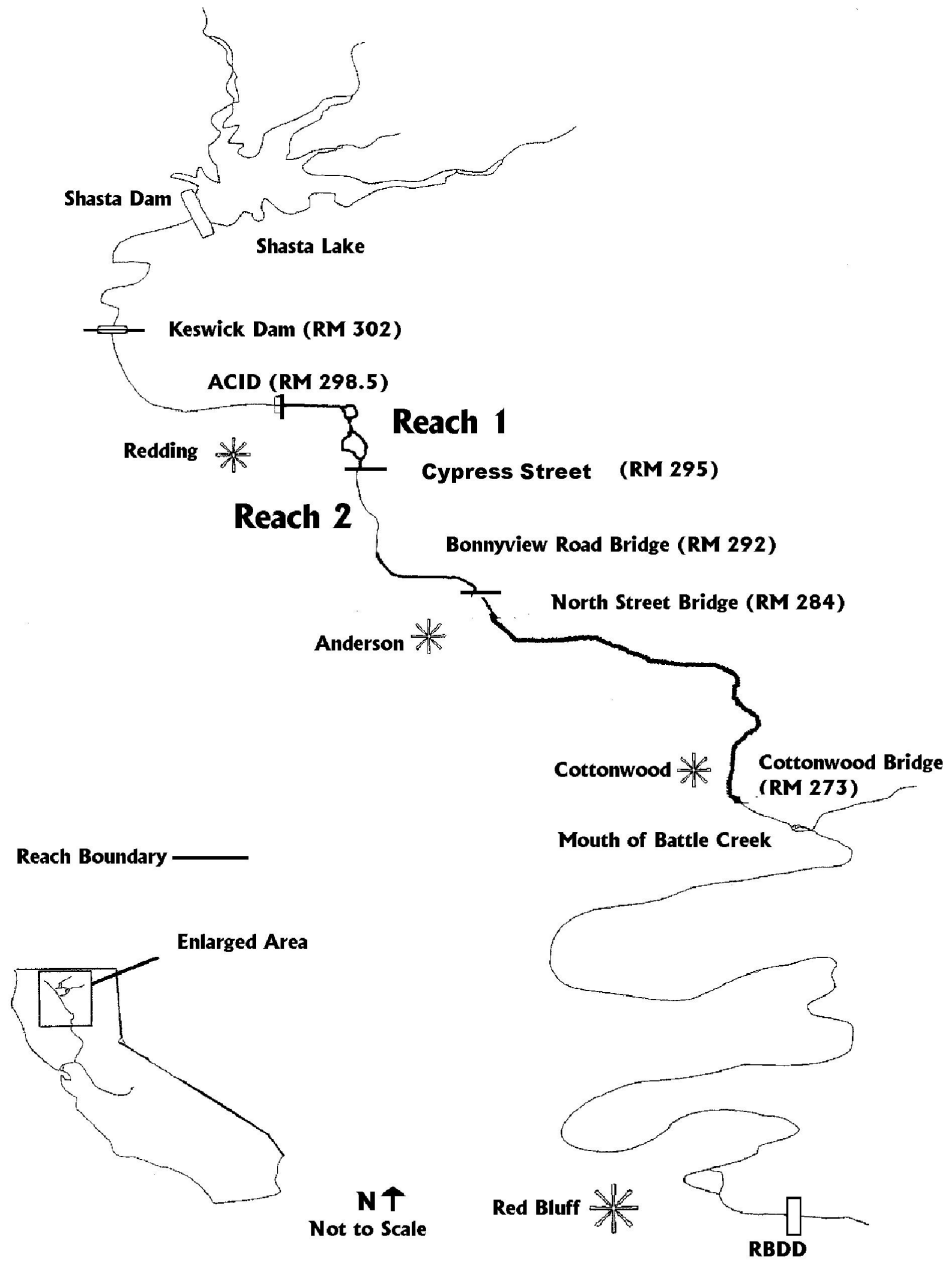 Shasta Dam
Shasta Lake
Keswick Dam (RM 302)
ACID (RM 298.5)
Reach 1
Redding
Cypress Street (RM 295)
Reach 2
Bonnyview Road Bridge (RM 292)
North Street Bridge (RM 284)
Anderson
Cottonwood
Cottonwood Bridge
(RM 273)
Mouth of Battle Creek
Reach Boundary
Enlarged Area
N
Not to Scale
Red Bluff
RBDD